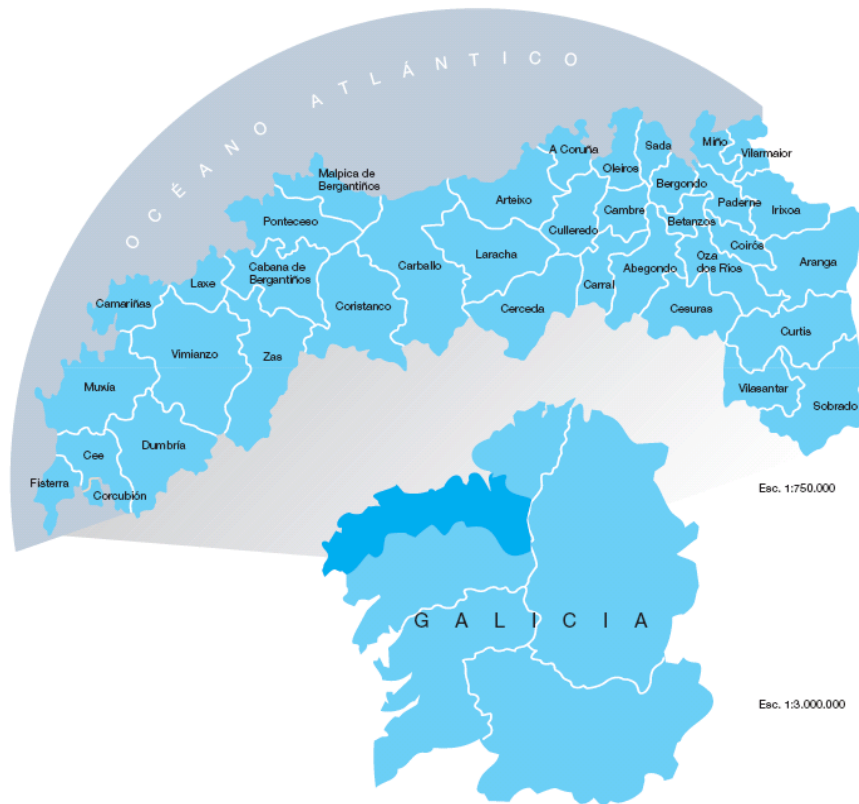 OCÉANO ATLÁNTICO
A Coruña
Sada
Miño
Vilarmaior
Oleiros
Malpica de
Bergantiños
Bergondo
Arteixo
Paderne
Irixoa
Cambre
Betanzos
Ponteceso
Culleredo
Coirós
Laracha
Oza
dos Ríos
Aranga
Cabana de
Bergantiños
Carballo
Abegondo
Laxe
Carral
Camariñas
Coristanco
Cerceda
Cesuras
Curtis
Vimianzo
Zas
Muxía
Vilasantar
Sobrado
Dumbría
Cee
Fisterra
Corcubión
Esc. 1:750.000
GALICIA
Esc. 1:3.000.000